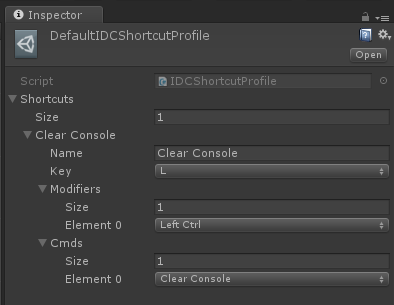 Inspector
DefaultIDCShortcutProfile
Open
Script IDCShortcutProfile
Shortcuts
Size 1
Clear Console
Name Clear Console
Key L
Modifiers
Size 1
Element 0 Left Ctrl
Cmds
Size 1
Element 0 Clear Console